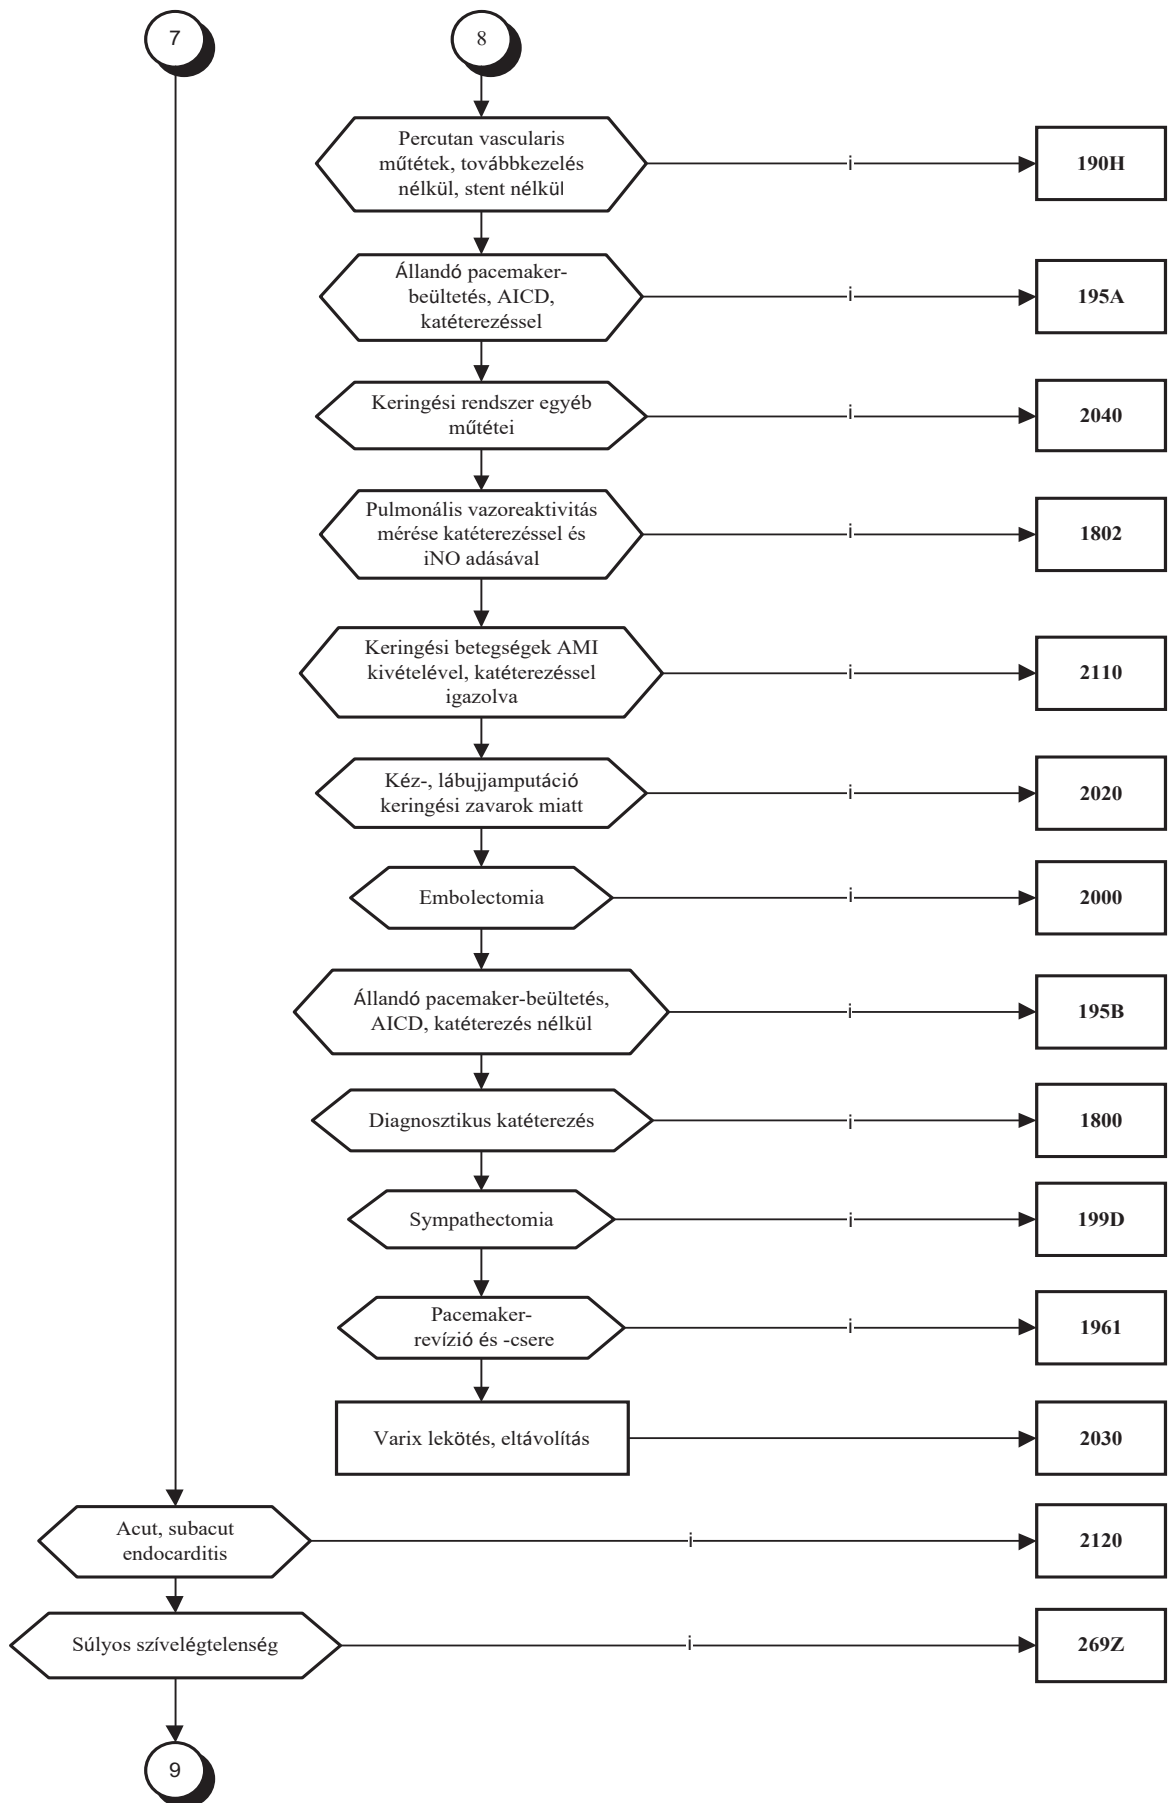 7
8
Percutan vascularis
műtétek, továbbkezelés
nélkül, stent nélkül
i
190H
Állandó pacemaker-
beültetés, AICD,
katéterezéssel
i
195A
Keringési rendszer egyéb
műtétei
i
2040
Pulmonális vazoreaktivitás
mérése katéterezéssel és
iNO adásával
i
1802
Keringési betegségek AMI
kivételével, katéterezéssel
igazolva
i
2110
Kéz-, lábujjamputáció
keringési zavarok miatt
i
2020
Embolectomia
i
2000
Állandó pacemaker-beültetés,
AICD, katéterezés nélkül
i
195B
Diagnosztikus katéterezés
i
1800
Sympathectomia
i
199D
Pacemaker-
revízió és -csere
i
1961
Varix lekötés, eltávolítás
2030
Acut, subacut
endocarditis
i
2120
Súlyos szívelégtelenség
i
269Z
9